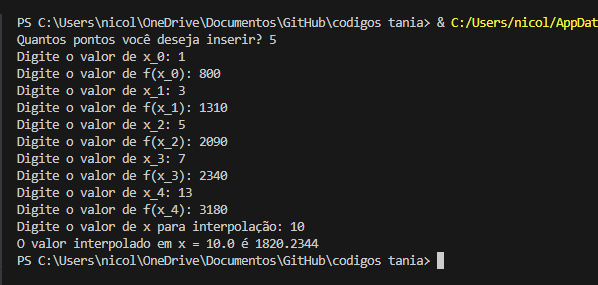 PS C:\Users\nicol\OneDrive\Documentos\GitHub\codigos tania> & C:/Users/nicol/AppDat
Quantos pontos você deseja inserir? 5
Digite o valor de x_0: 1
Digite o valor de f(x_0): 800
Digite o valor de x_1: 3
Digite o valor de f(x_1): 1310
Digite o valor de x_2: 5
Digite o valor de f(x_2): 2090
Digite o valor de x_3: 7
Digite o valor de f(x_3): 2340
Digite o valor de x_4: 13
Digite o valor de f(x_4): 3180
Digite o valor de x para interpolação: 10
O valor interpolado em x = 10.0 é 1820.2344
PS C:\Users\nicol\OneDrive\Documentos\GitHub\codigos tania>